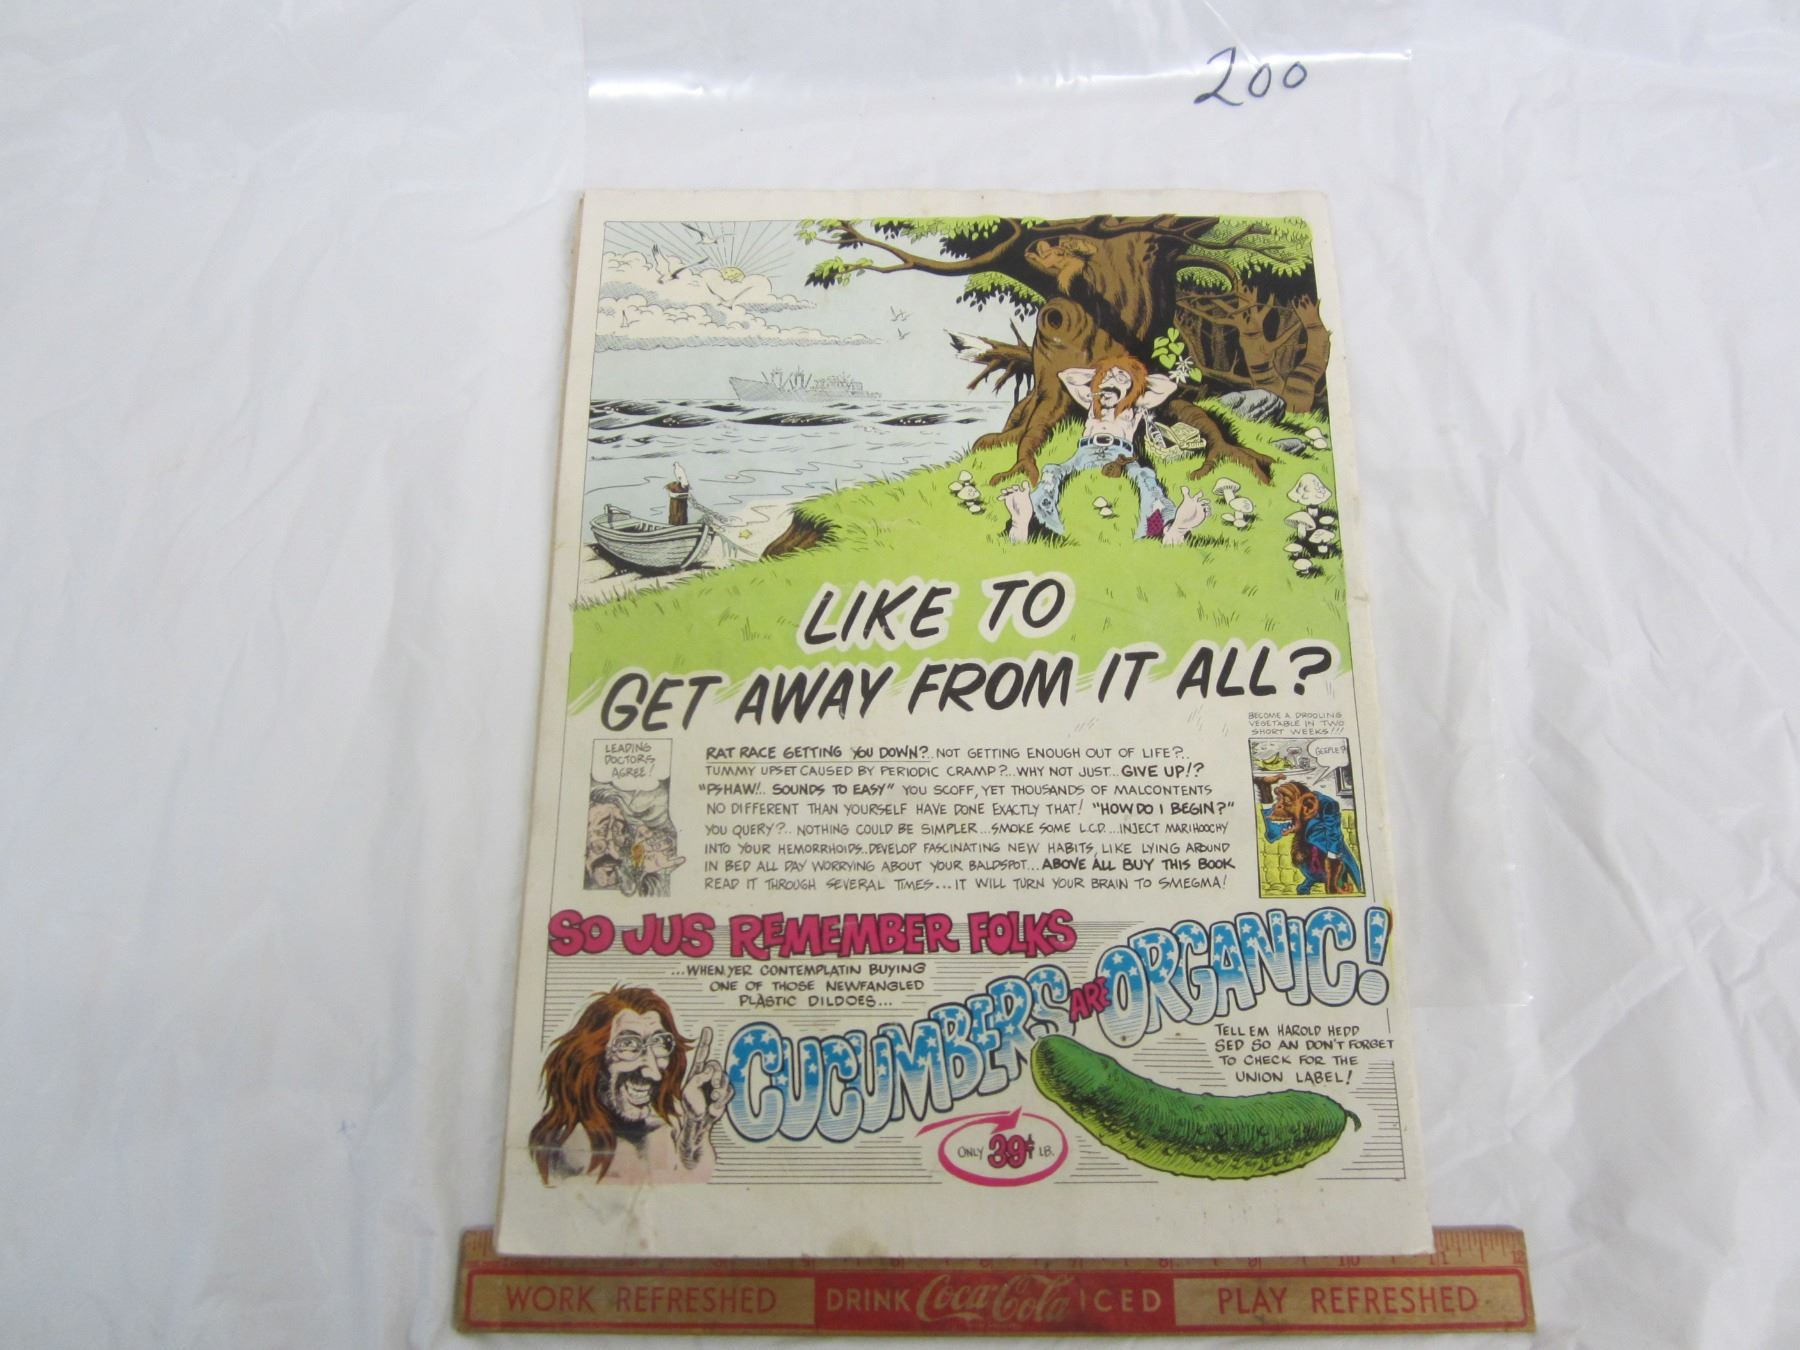 200
LIKE TO
GET AWAY FROM IT ALL?
LEADING
DOCTORS
AGREE!
RAT RACE GETTING YOU DOWN?..NOT GETTING ENOUGH OUT OF LIFE?..
TUMMY UPSET CAUSED BY PERIODIC CRAMP?...WHY NOT JUST...GIVE UP!?
"PSHAW!.. SOUNDS TO EASY" YOU SCOFF, YET THOUSANDS OF MALCONTENTS
NO DIFFERENT THAN YOURSELF HAVE DONE EXACTLY THAT! "HOW DO I BEGIN?"
YOU QUERY?.. NOTHING COULD BE SIMPLER...SMOKE SOME L.C.D....INJECT MARIHOOCHY
INTO YOUR HEMORRHOIDS..DEVELOP FASCINATING NEW HABITS, LIKE LYING AROUND
IN BED ALL DAY WORRYING ABOUT YOUR BALDSPOT...ABOVE ALL BUY THIS BOOK
READ IT THROUGH SEVERAL TIMES...IT WILL TURN YOUR BRAIN TO SMEGMA!
BECOME A DROOLING
VEGETABLE IN TWO
SHORT WEEKS!!!
GEEPLE?
SO JUS REMEMBER FOLKS
...WHEN YER CONTEMPLATIN BUYING
ONE OF THOSE NEWFANGLED
PLASTIC DILDOES...
CUCUMBERS ARE ORGANIC!
TELL EM HAROLD HEDD
SED SO AN DON'T FORGET
TO CHECK FOR THE
UNION LABEL!
ONLY 39¢ LB.
WORK REFRESHED DRINK Coca-Cola ICED PLAY REFRESHED